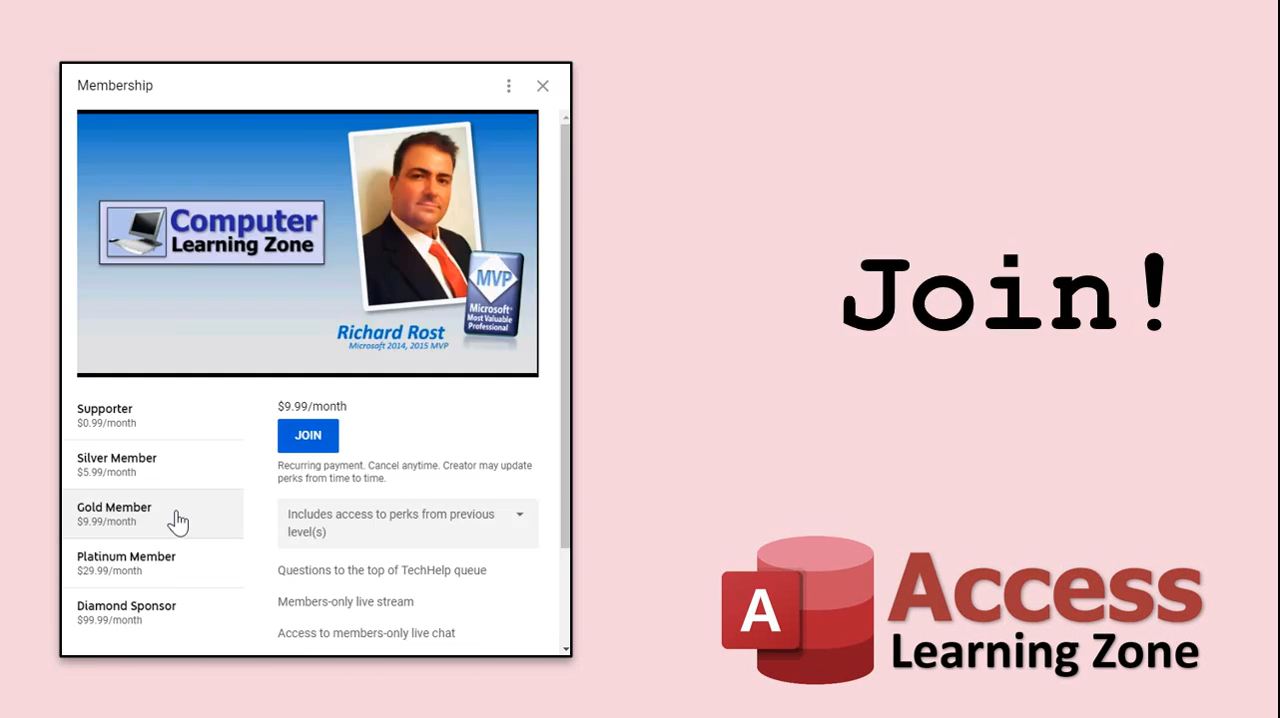 Membership
Computer
Learning Zone
MVP
Microsoft®
Most Valuable
Professional
Richard Rost
Microsoft 2014, 2015 MVP
Supporter
$0.99/month
Silver Member
$5.99/month
Gold Member
$9.99/month
Platinum Member
$29.99/month
Diamond Sponsor
$99.99/month
$9.99/month
JOIN
Recurring payment. Cancel anytime. Creator may update
perks from time to time.
Includes access to perks from previous
level(s)
Questions to the top of TechHelp queue
Members-only live stream
Access to members-only live chat
Join!
A
Access
Learning Zone